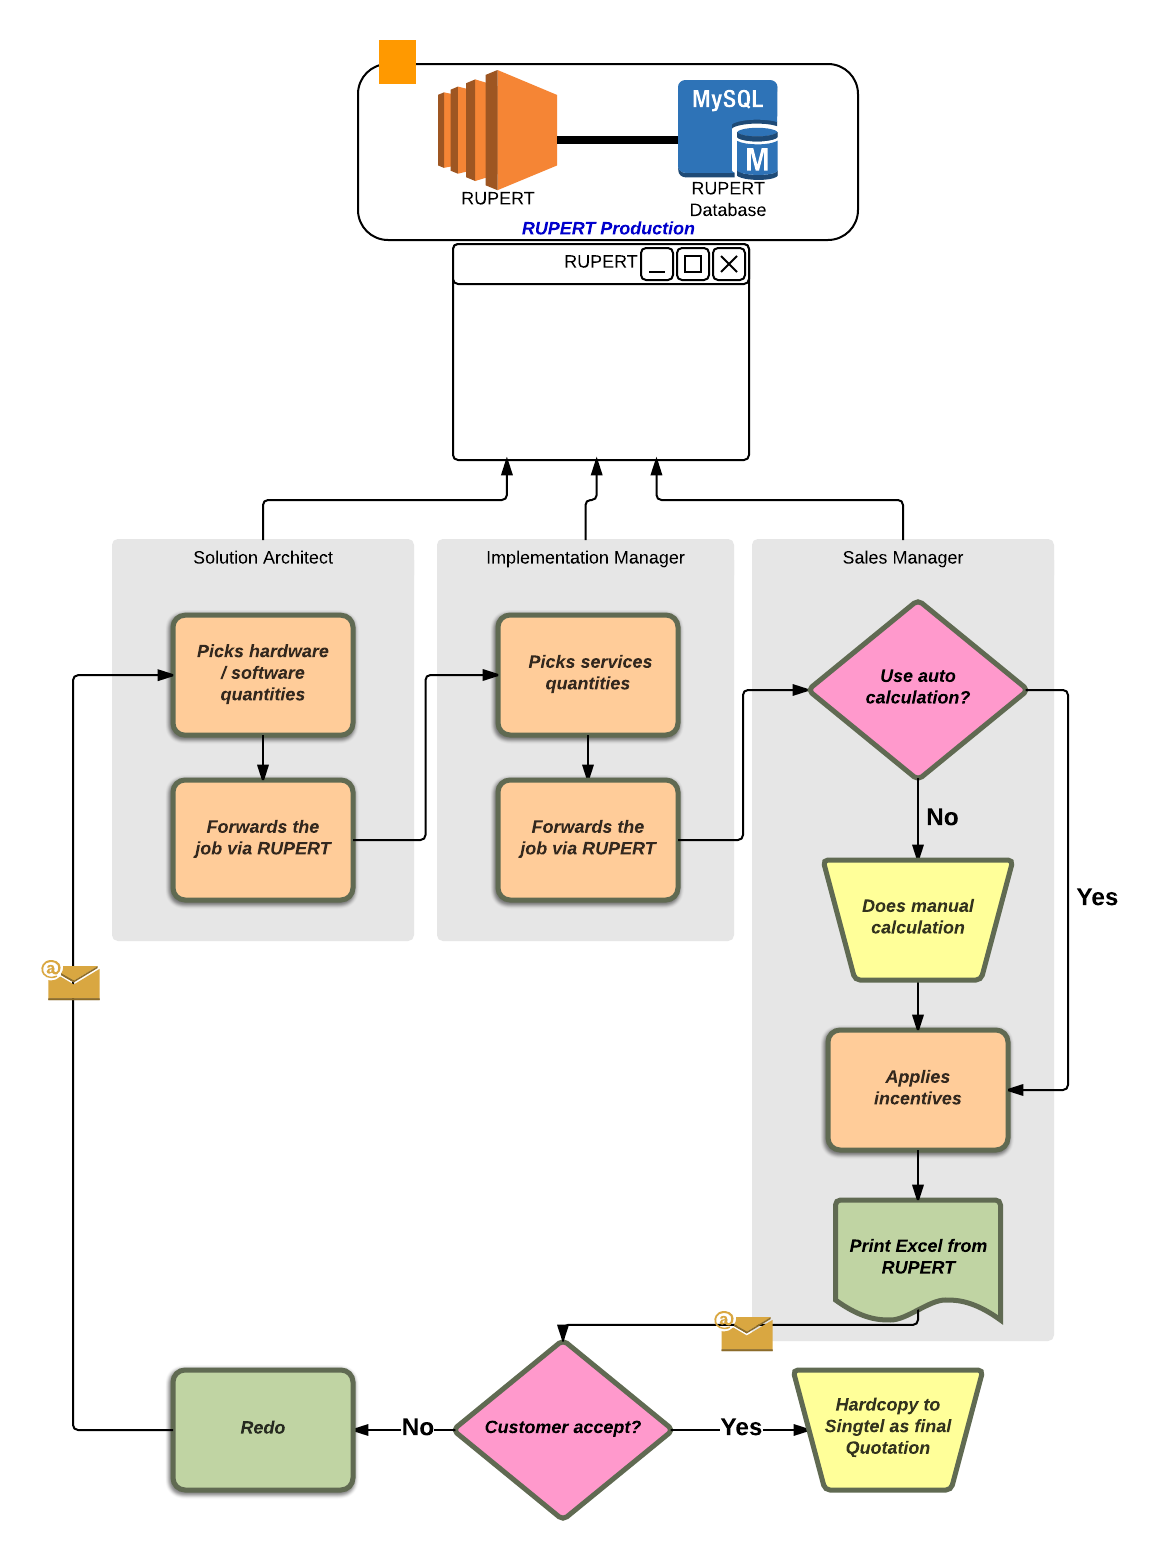 MySQL
M
RUPERT
RUPERT
Database
RUPERT Production
RUPERT
Solution Architect
Implementation Manager
Sales Manager
Picks hardware
/ software
quantities
Picks services
quantities
Use auto
calculation?
Forwards the
job via RUPERT
Forwards the
job via RUPERT
No
Does manual
calculation
Yes
@
Applies
incentives
Print Excel from
RUPERT
@
Redo
No
Customer accept?
Yes
Hardcopy to
Singtel as final
Quotation